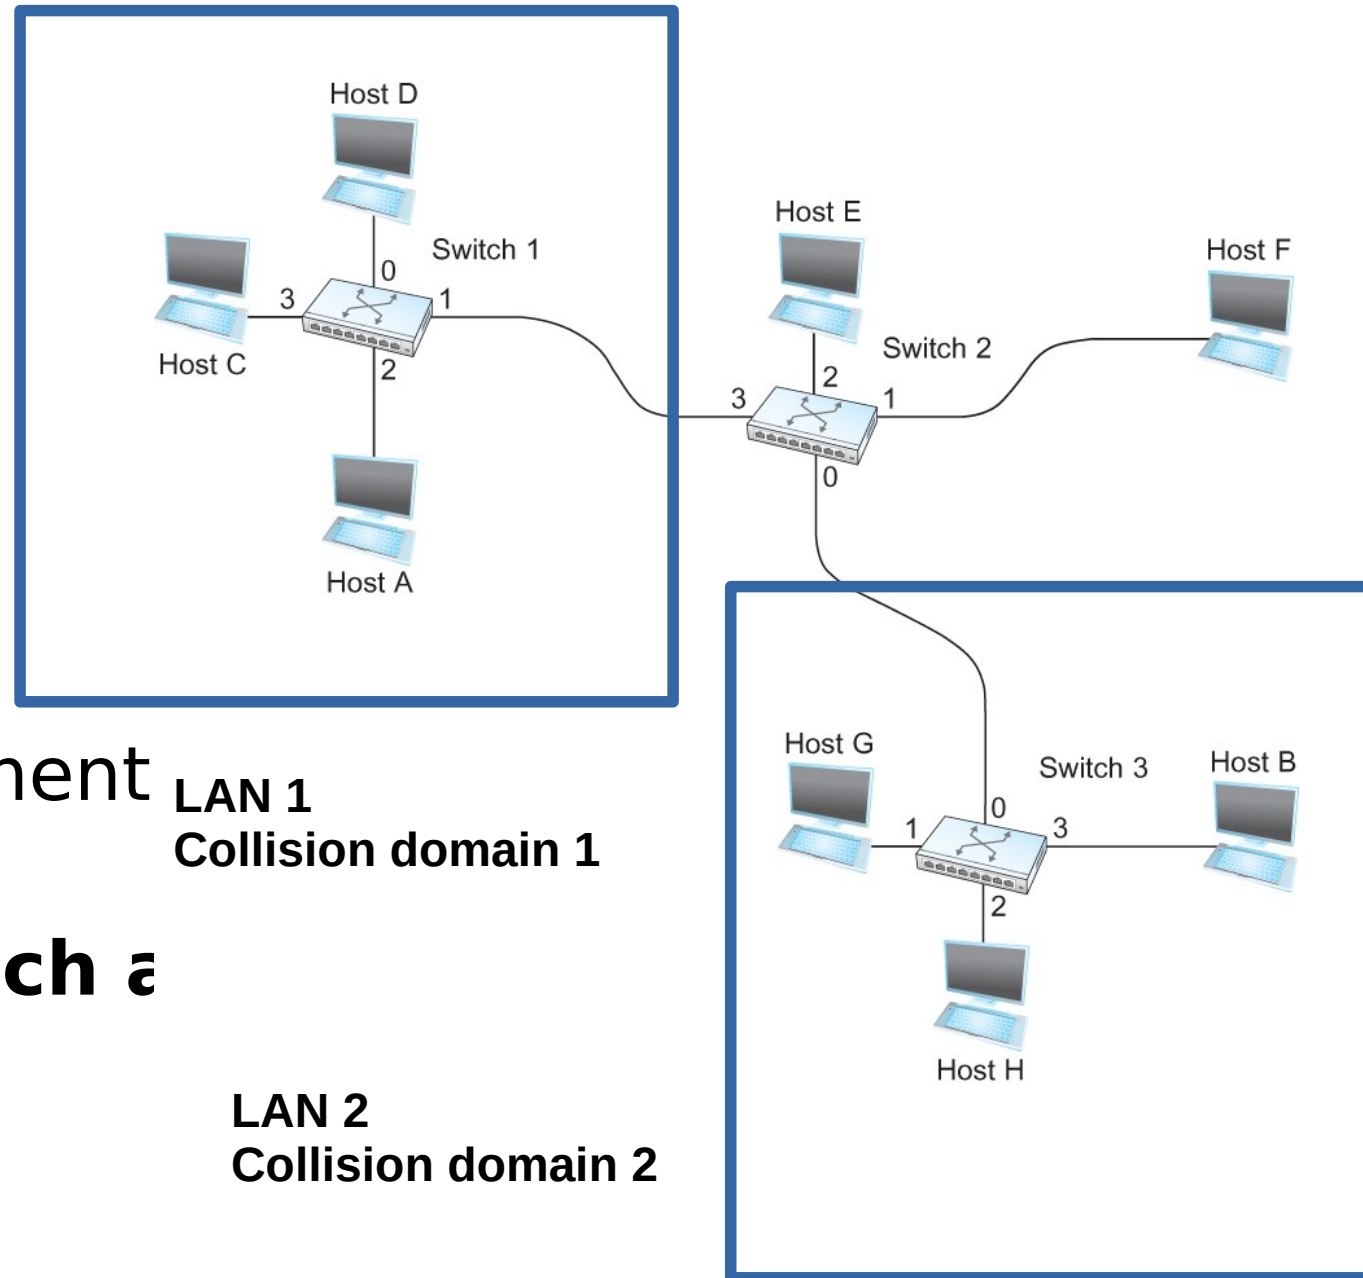 Host D
Switch 1
0
3
1
Host C
2
Host A
Host E
Host F
Switch 2
2
3
1
0
LAN 1
Collision domain 1
LAN 2
Collision domain 2
Host G
Switch 3
Host B
0
1
3
2
Host H